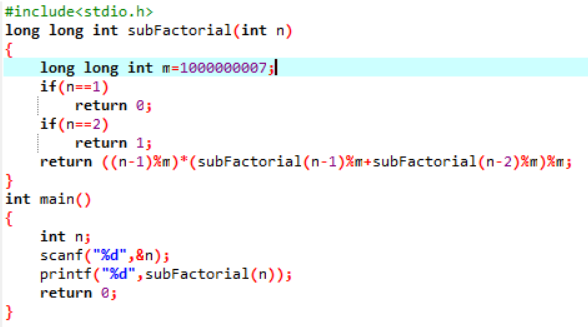 #include<stdio.h>
long long int subFactorial(int n)
{
    long long int m=1000000007;
    if(n==1)
        return 0;
    if(n==2)
        return 1;
    return ((n-1)%m)*(subFactorial(n-1)%m+subFactorial(n-2)%m)%m;
}
int main()
{
    int n;
    scanf("%d",&n);
    printf("%d",subFactorial(n));
    return 0;
}